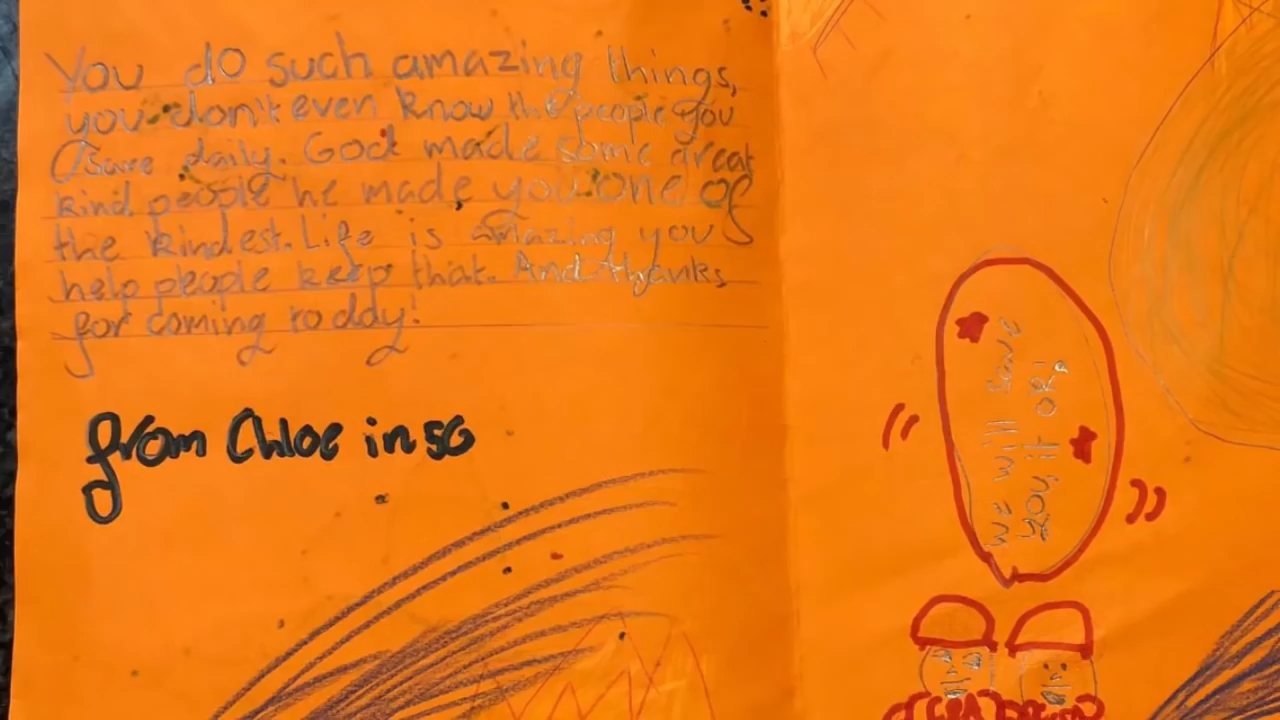 You do such amazing things,
you don't even know the people you
save daily. God made some great
kind people he made you one of
the kindest. Life is amazing you
help people keep that. And thanks
for coming today!
from Chloe in 5G
We will save
you, it ok;